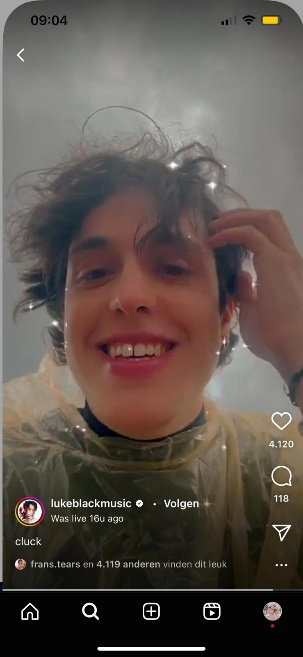 09:04
4.120
118
lukeblackmusic • Volgen
Was live 16u ago
cluck
frans.tears en 4.119 anderen vinden dit leuk